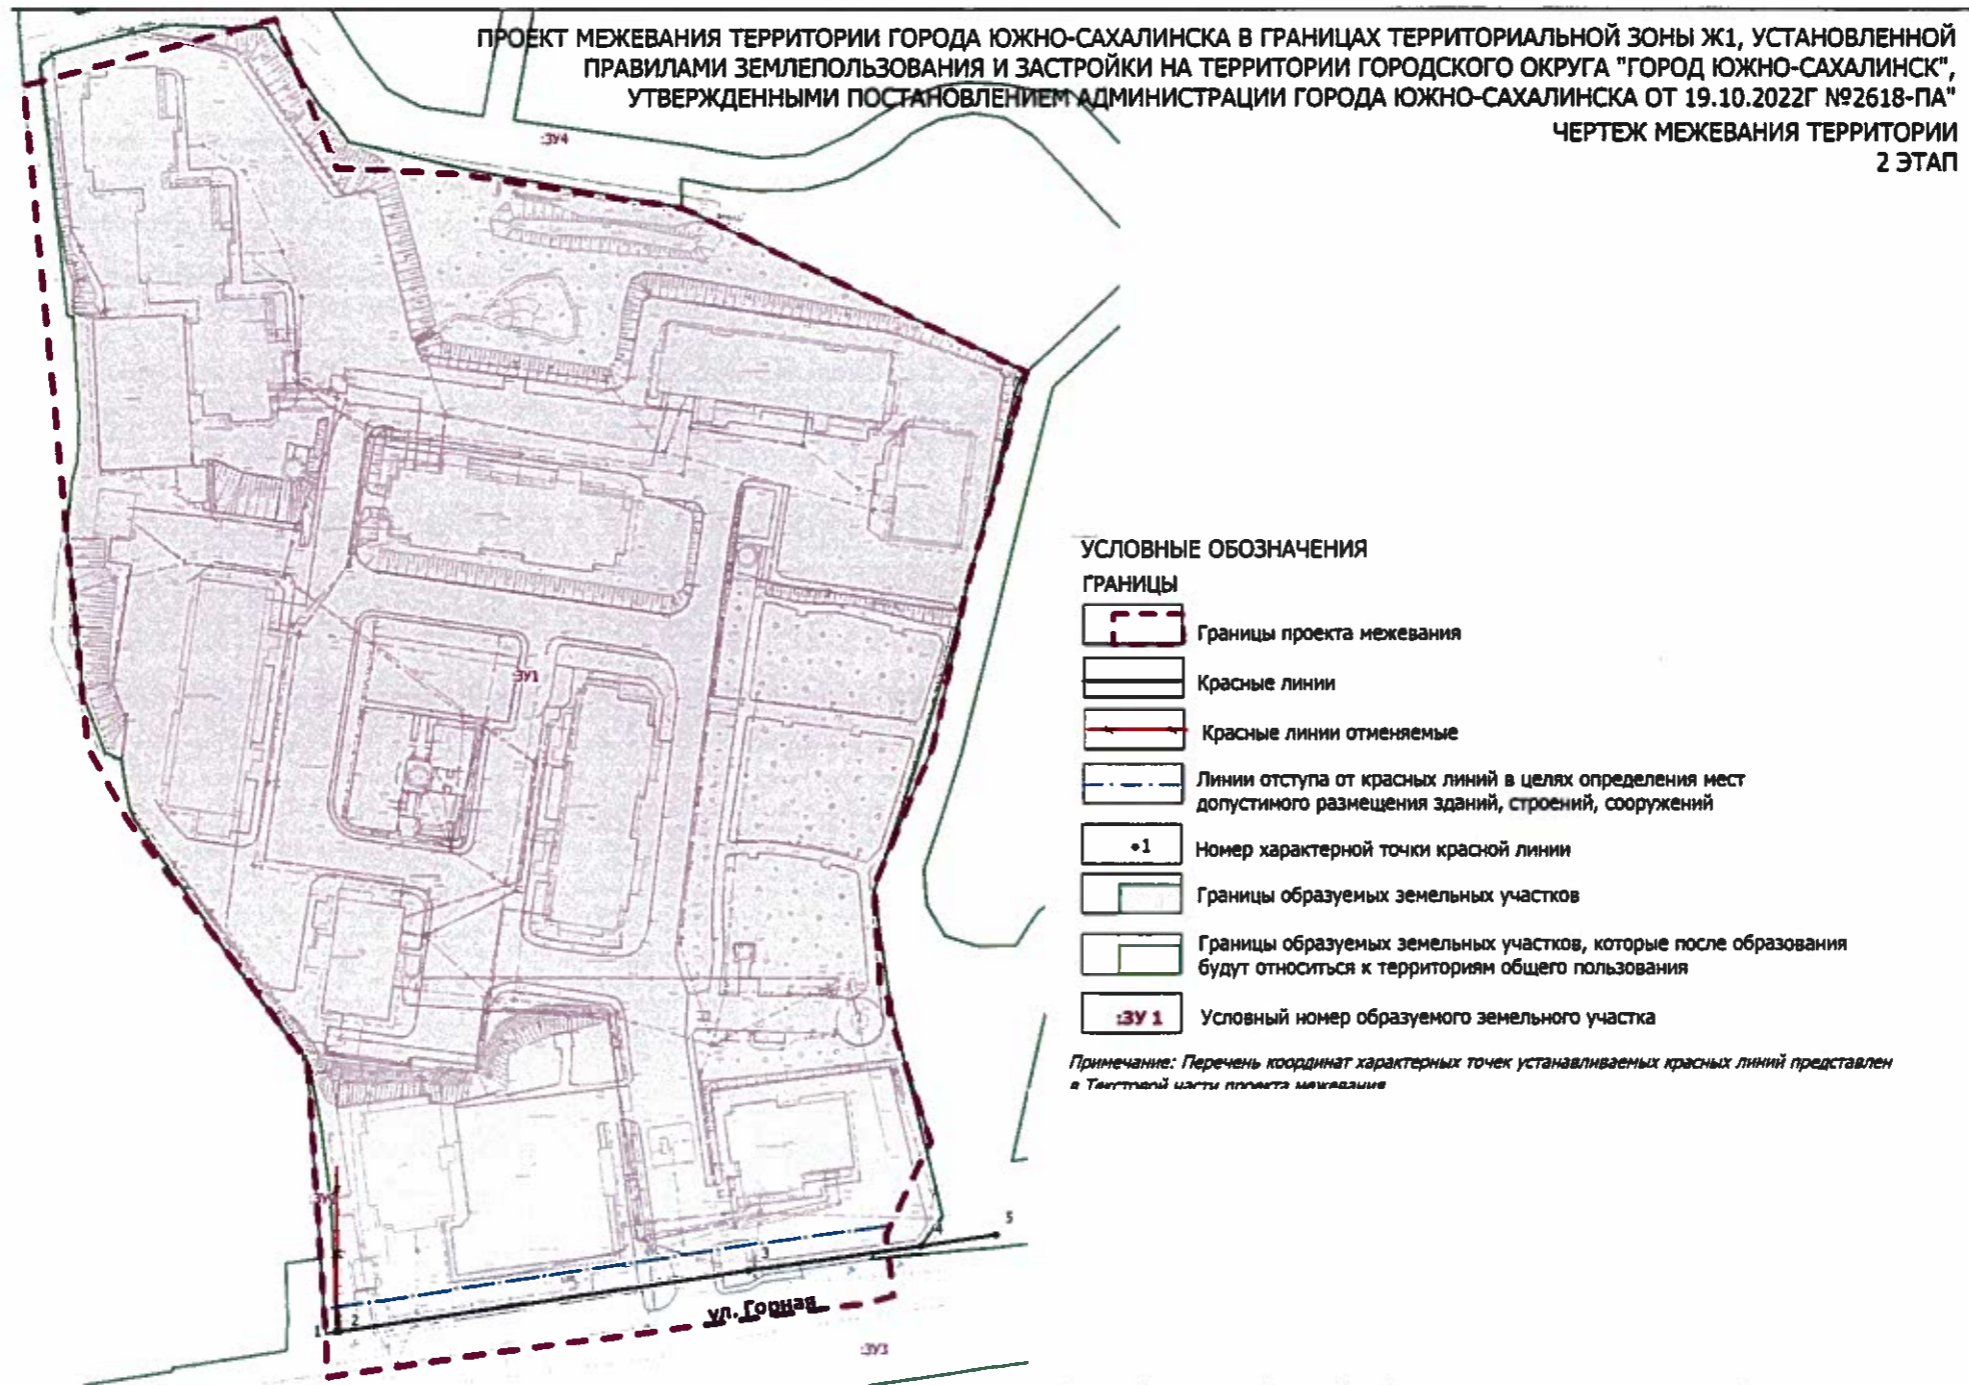 ПРОЕКТ МЕЖЕВАНИЯ ТЕРРИТОРИИ ГОРОДА ЮЖНО-САХАЛИНСКА В ГРАНИЦАХ ТЕРРИТОРИАЛЬНОЙ ЗОНЫ Ж1, УСТАНОВЛЕННОЙ
ПРАВИЛАМИ ЗЕМЛЕПОЛЬЗОВАНИЯ И ЗАСТРОЙКИ НА ТЕРРИТОРИИ ГОРОДСКОГО ОКРУГА "ГОРОД ЮЖНО-САХАЛИНСК",
УТВЕРЖДЕННЫМИ ПОСТАНОВЛЕНИЕМ АДМИНИСТРАЦИИ ГОРОДА ЮЖНО-САХАЛИНСКА ОТ 19.10.2022Г №2618-ПА"
ЧЕРТЕЖ МЕЖЕВАНИЯ ТЕРРИТОРИИ
2 ЭТАП
:ЗУ4
УСЛОВНЫЕ ОБОЗНАЧЕНИЯ
ГРАНИЦЫ
Границы проекта межевания
Красные линии
Красные линии отменяемые
Линии отступа от красных линий в целях определения мест
допустимого размещения зданий, строений, сооружений
•1 Номер характерной точки красной линии
Границы образуемых земельных участков
Границы образуемых земельных участков, которые после образования
будут относиться к территориям общего пользования
:ЗУ 1 Условный номер образуемого земельного участка
Примечание: Перечень координат характерных точек устанавливаемых красных линий представлен
в Текстовой части проекта межевания
:ЗУ1
5
4
3
2
1
ул. Горная
:ЗУ3